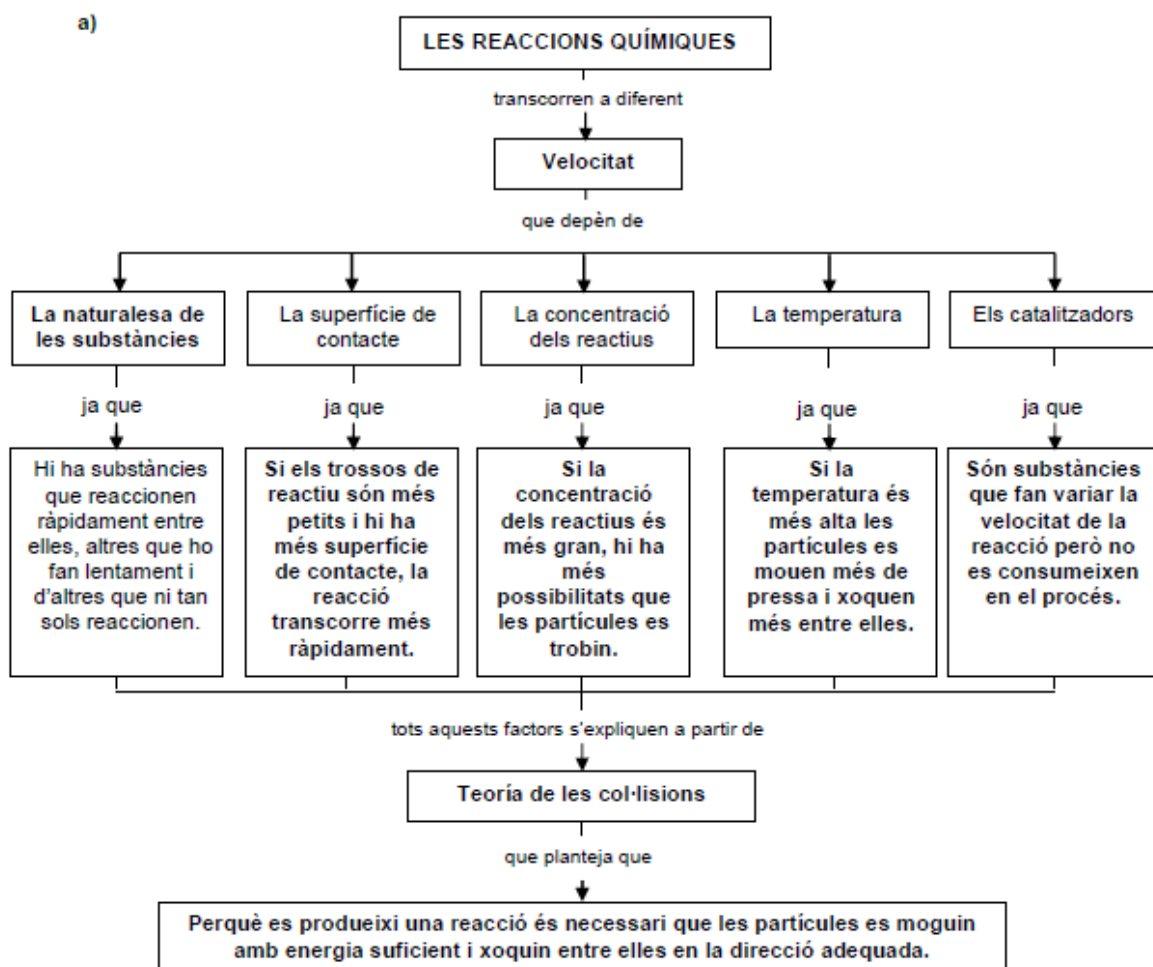 a)
LES REACCIONS QUÍMIQUES
transcorren a diferent
Velocitat
que depèn de
La naturalesa de
les substàncies
La superfície de
contacte
La concentració
dels reactius
La temperatura
Els catalitzadors
ja que
ja que
ja que
ja que
ja que
Hi ha substàncies
que reaccionen
ràpidament entre
elles, altres que ho
fan lentament i
d'altres que ni tan
sols reaccionen.
Si els trossos de
reactiu són més
petits i hi ha
més superfície
de contacte, la
reacció
transcorre més
ràpidament.
Si la
concentració
dels reactius és
més gran, hi ha
més
possibilitats que
les partícules es
trobin.
Si la
temperatura és
més alta les
partícules es
mouen més de
pressa i xoquen
més entre elles.
Són substàncies
que fan variar la
velocitat de la
reacció però no
es consumeixen
en el procés.
tots aquests factors s'expliquen a partir de
Teoría de les col·lisions
que planteja que
Perquè es produeixi una reacció és necessari que les partícules es moguin
amb energia suficient i xoquin entre elles en la direcció adequada.